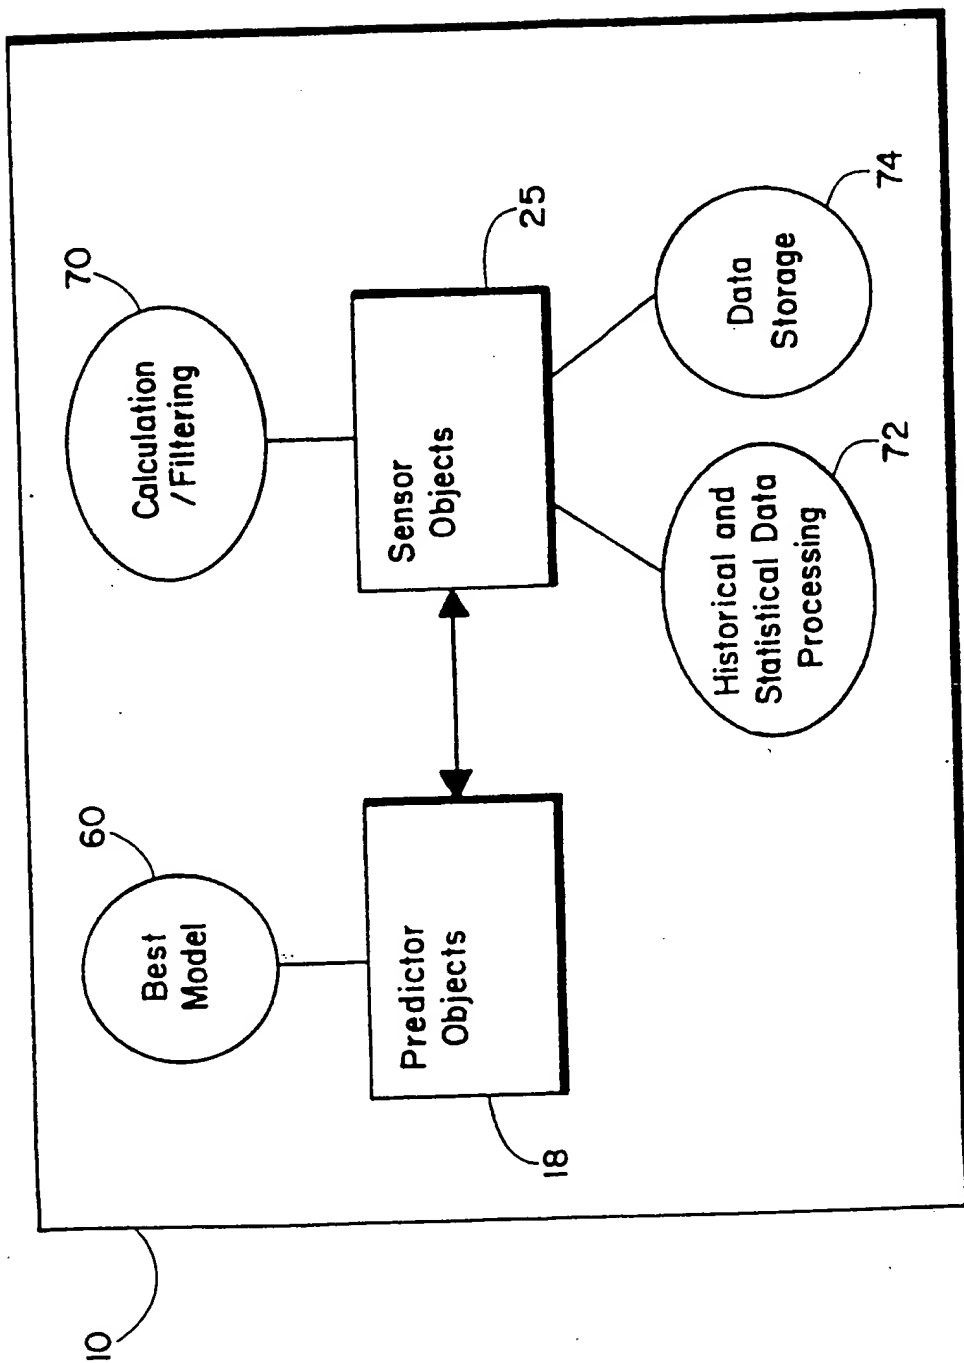 10
60
Best
Model
70
Calculation
/Filtering
Predictor
Objects
18
Sensor
Objects
25
Historical and
Statistical Data
Processing
72
Data
Storage
74